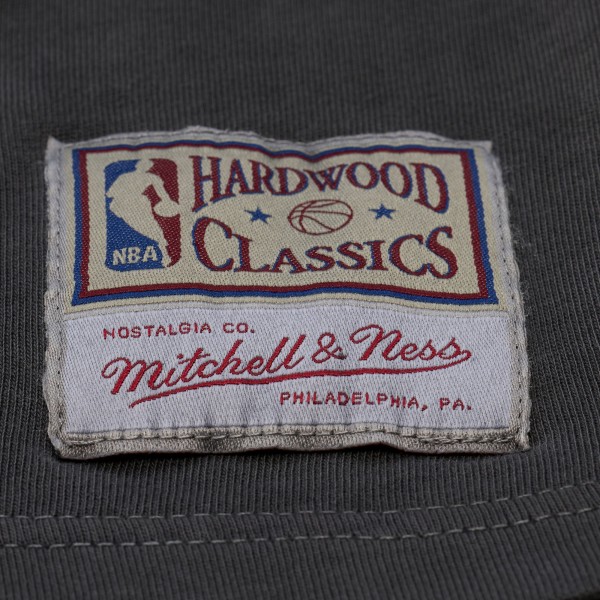 HARDWOOD
NBA
CLASSICS
NOSTALGIA CO.
Mitchell & Ness
PHILADELPHIA, PA.